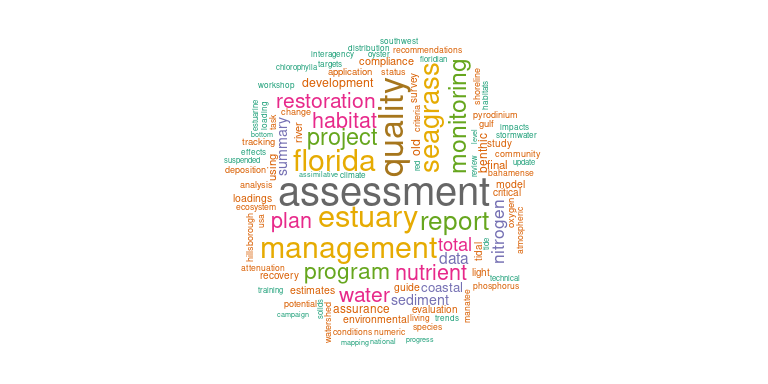 southwest
distribution
oyster
recommendations
interagency
floridian
chlorophylla
targets
compliance
application
status
workshop
development
survey
seagrass
monitoring
shoreline
habitats
restoration
quality
estuarine
loading
task
change
habitat
criteria
pyrodinium
gulf
impacts
bottom
river
project
level
stormwater
tracking
summary
old
benthic
study
effects
florida
review
community
suspended
using
red
final
update
deposition
assimilative
climate
bahamense
analysis
assessment
model
loadings
critical
ecosystem
hillsborough
usa
plan
estuary
report
nitrogen
oxygen
atmospheric
management
total
tidal
tide
data
attenuation
recovery
program
nutrient
light
technical
training
estimates
water
guide
coastal
phosphorus
sediment
potential
solids
assurance
evaluation
manatee
campaign
watershed
environmental
living
trends
species
conditions
numeric
mapping
national
progress